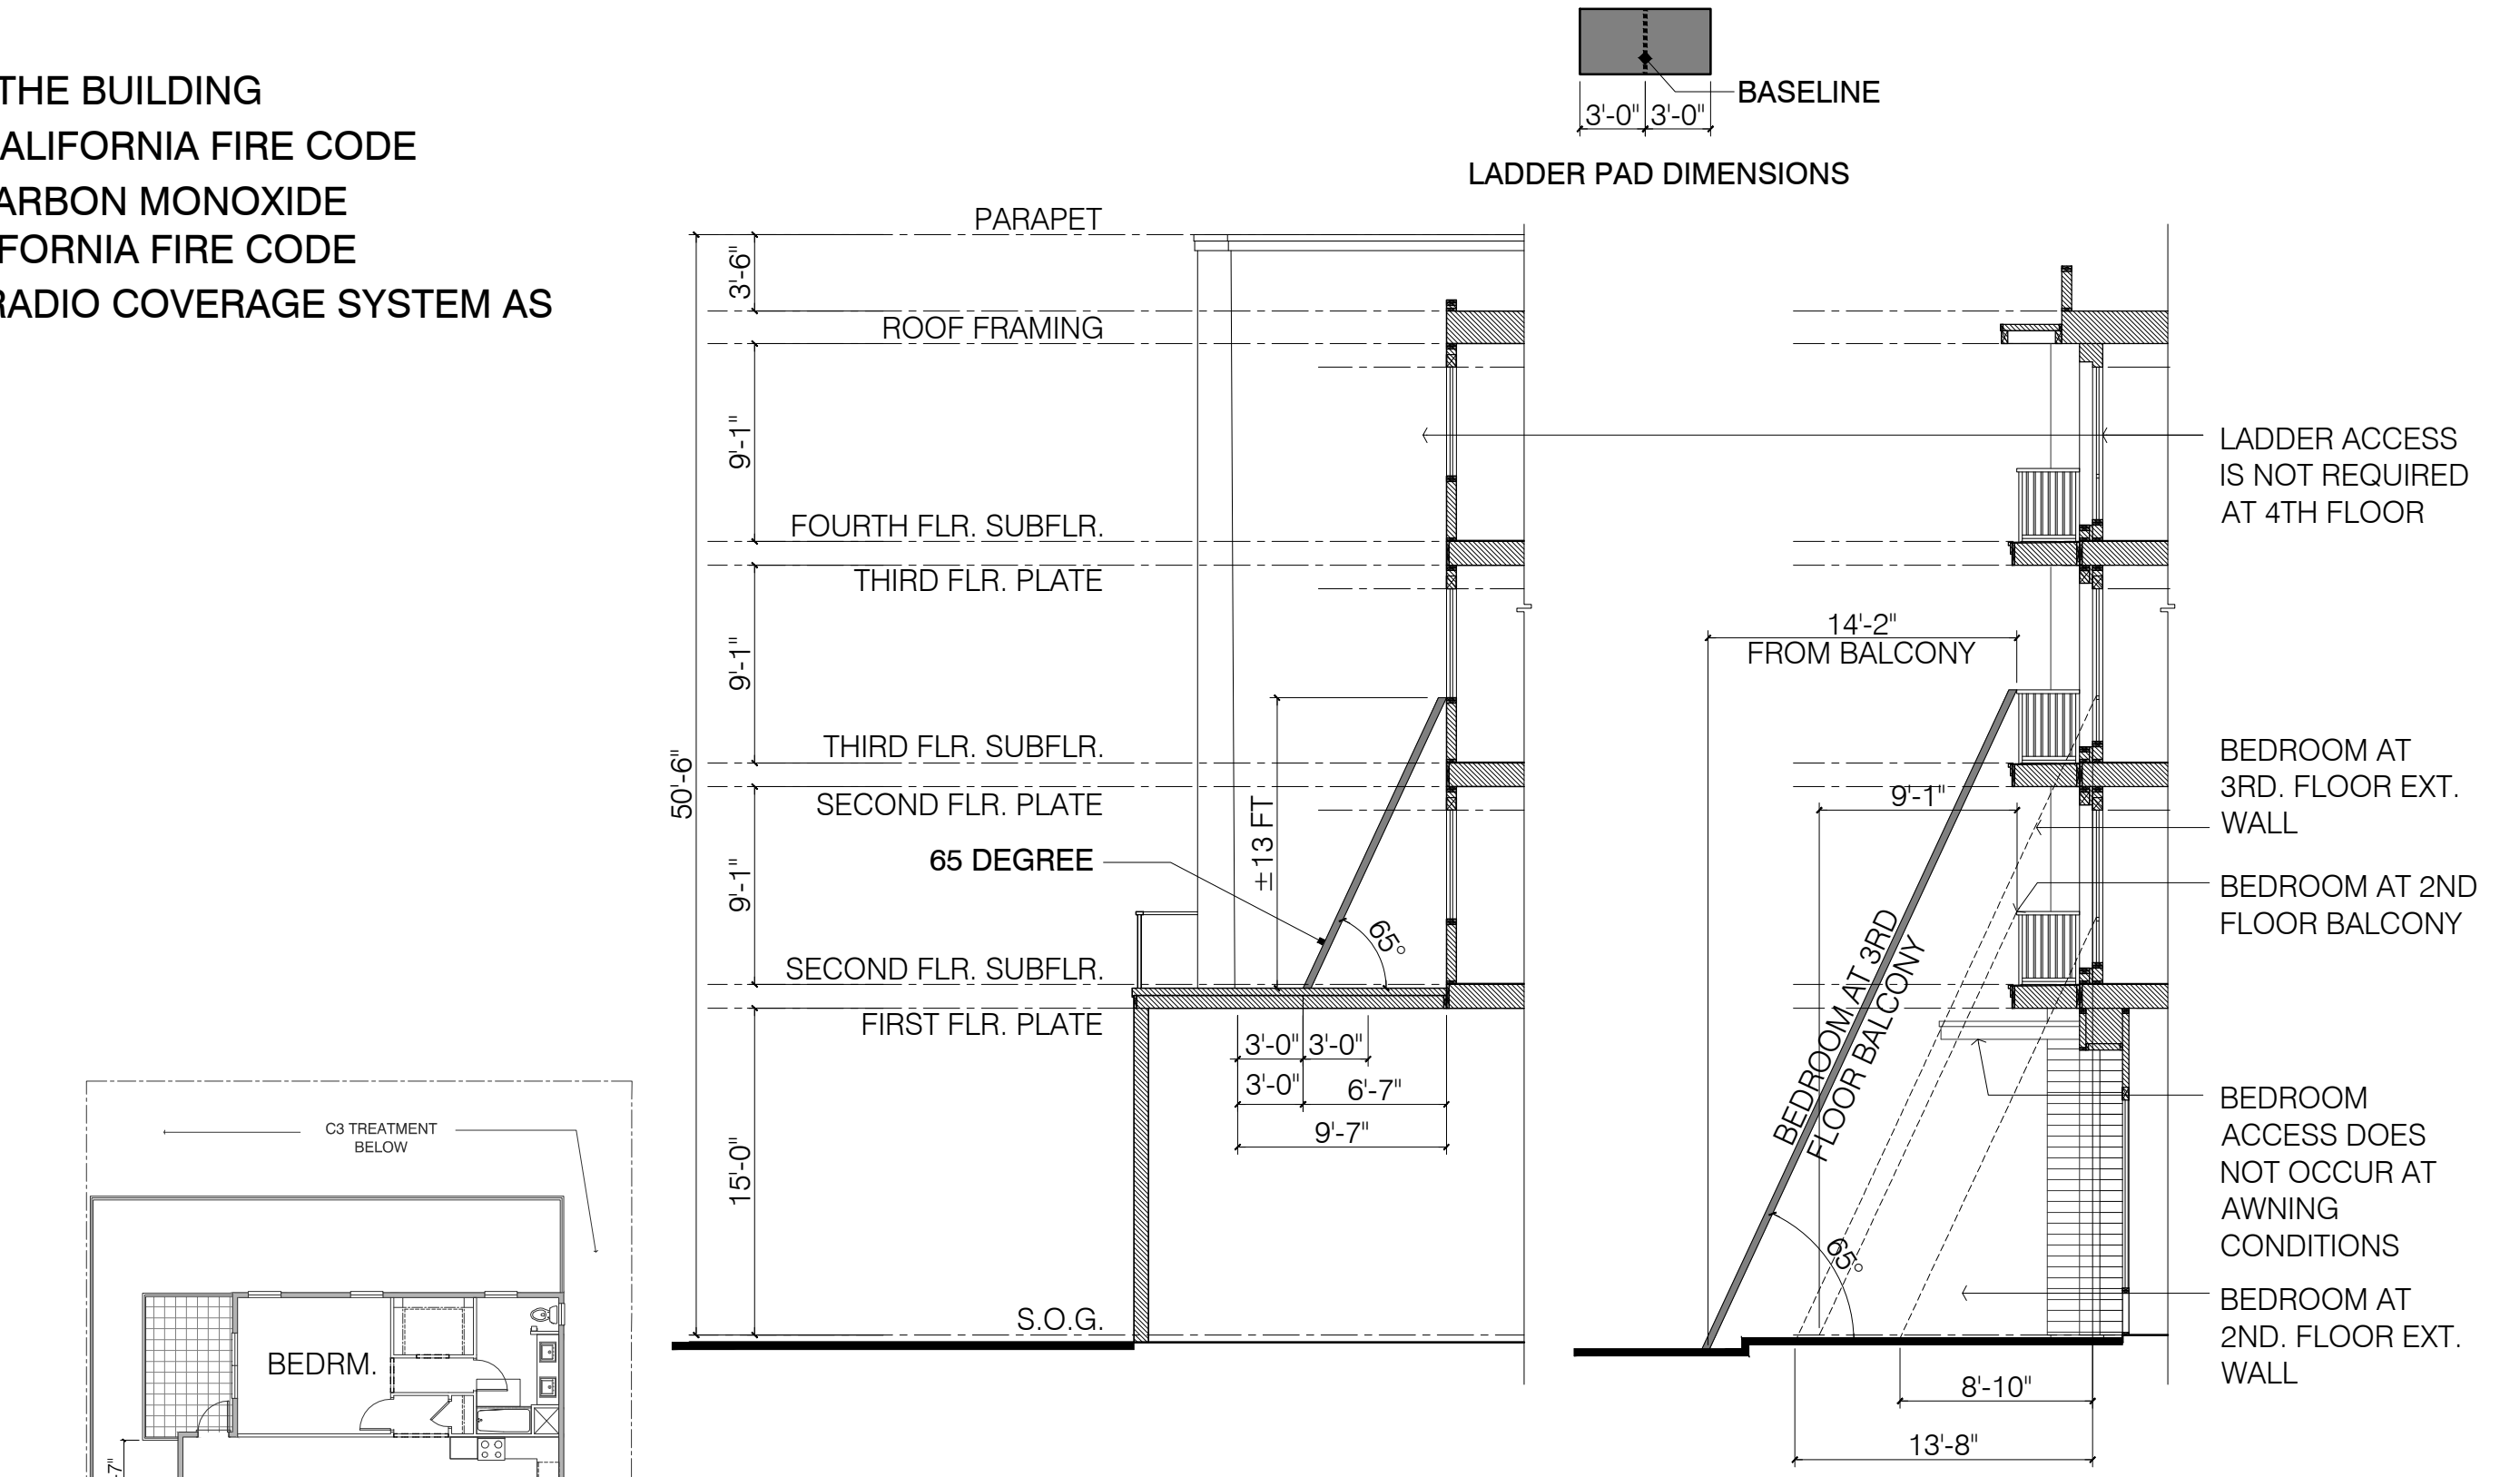 THE BUILDING
ALIFORNIA FIRE CODE
ARBON MONOXIDE
FORNIA FIRE CODE
RADIO COVERAGE SYSTEM AS
BASELINE
3'-0" 3'-0"
LADDER PAD DIMENSIONS
PARAPET
3'-6"
ROOF FRAMING
9'-1"
FOURTH FLR. SUBFLR.
THIRD FLR. PLATE
9'-1"
THIRD FLR. SUBFLR.
SECOND FLR. PLATE
50'-6"
9'-1"
65 DEGREE
±13 FT
65°
SECOND FLR. SUBFLR.
FIRST FLR. PLATE
3'-0" 3'-0"
3'-0" 6'-7"
9'-7"
15'-0"
S.O.G.
14'-2"
FROM BALCONY
9'-1"
BEDROOM AT 3RD
FLOOR BALCONY
65°
8'-10"
13'-8"
LADDER ACCESS
IS NOT REQUIRED
AT 4TH FLOOR
BEDROOM AT
3RD. FLOOR EXT.
WALL
BEDROOM AT 2ND
FLOOR BALCONY
BEDROOM
ACCESS DOES
NOT OCCUR AT
AWNING
CONDITIONS
BEDROOM AT
2ND. FLOOR EXT.
WALL
C3 TREATMENT
BELOW
BEDRM.
-7"